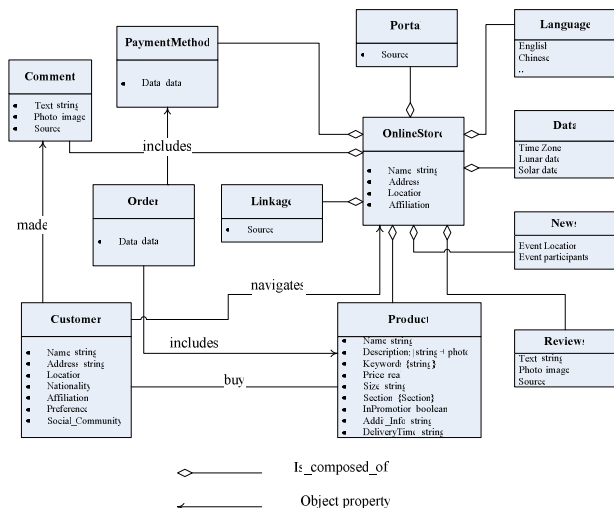 Porta
Source
Language
English
Chinese
..
PaymentMethod
Data data
Comment
Text string
Photo image
Source
OnlineStore
Name string
Address
Location
Affiliation
Data
Time Zone
Lunar date
Solar date
includes
Order
Data data
Linkage
Source
News
Event Location
Event participants
made
navigates
Customer
Name string
Address string
Location
Nationality
Affiliation
Preference
Social_Community
includes
buy
Product
Name string
Description: {string + photo
Keywords {string}
Price rea
Size string
Section {Section}
InPromotion boolean
Addi_Info string
DeliveryTime string
Reviews
Text string
Photo image
Source
Is_composed_of
Object property